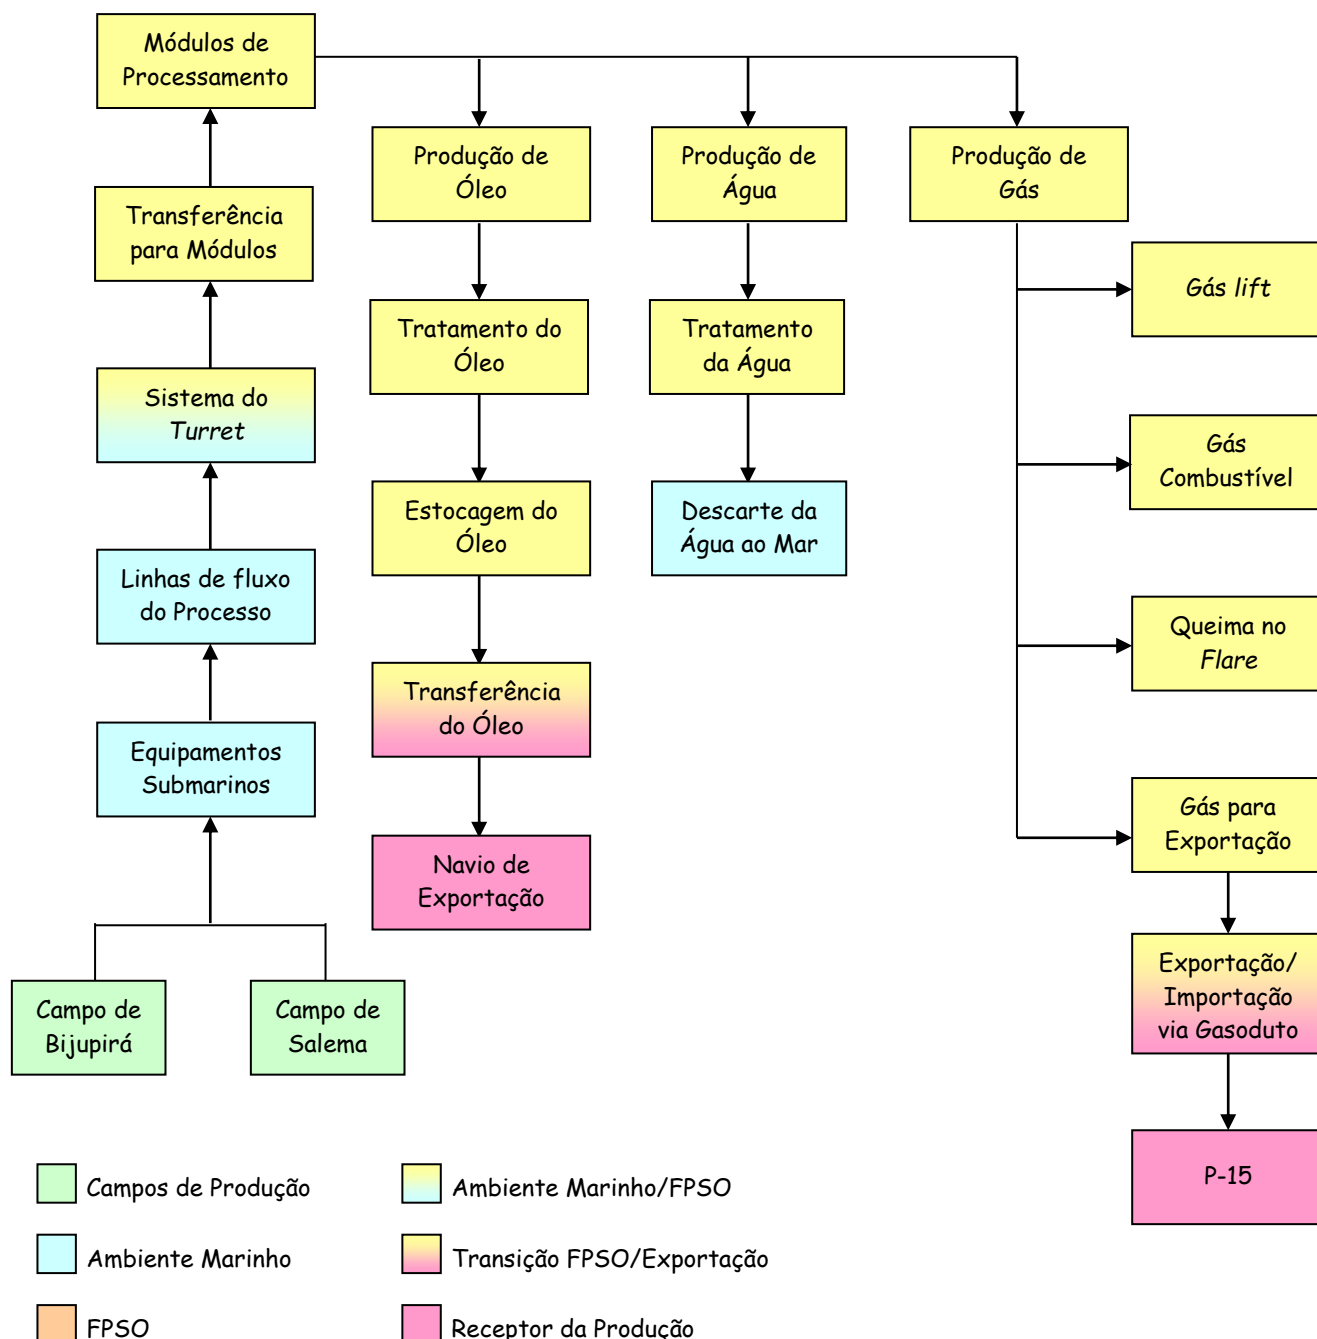 Módulos de
Processamento
Produção de
Óleo
Produção de
Água
Produção de
Gás
Transferência
para Módulos
Gás lift
Tratamento do
Óleo
Tratamento
da Água
Sistema do
Turret
Gás
Combustível
Estocagem do
Óleo
Descarte da
Água ao Mar
Linhas de fluxo
do Processo
Queima no
Flare
Transferência
do Óleo
Equipamentos
Submarinos
Gás para
Exportação
Navio de
Exportação
Exportação/
Importação
via Gasoduto
Campo de
Bijupirá
Campo de
Salema
P-15
Campos de Produção
Ambiente Marinho/FPSO
Ambiente Marinho
Transição FPSO/Exportação
FPSO
Receptor da Produção